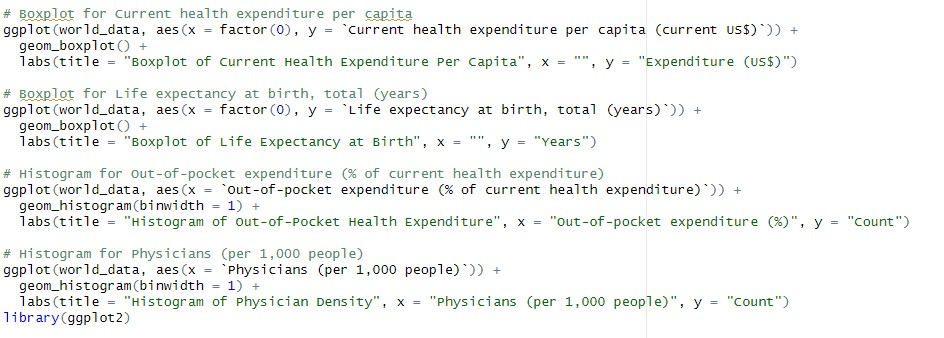 # Boxplot for Current health expenditure per capita
ggplot(world_data, aes(x = factor(0), y = `Current health expenditure per capita (current US$)`)) +
  geom_boxplot() +
  labs(title = "Boxplot of Current Health Expenditure Per Capita", x = "", y = "Expenditure (US$)")

# Boxplot for Life expectancy at birth, total (years)
ggplot(world_data, aes(x = factor(0), y = `Life expectancy at birth, total (years)`)) +
  geom_boxplot() +
  labs(title = "Boxplot of Life Expectancy at Birth", x = "", y = "Years")

# Histogram for Out-of-pocket expenditure (% of current health expenditure)
ggplot(world_data, aes(x = `Out-of-pocket expenditure (% of current health expenditure)`)) +
  geom_histogram(binwidth = 1) +
  labs(title = "Histogram of Out-of-Pocket Health Expenditure", x = "Out-of-pocket expenditure (%)", y = "Count")

# Histogram for Physicians (per 1,000 people)
ggplot(world_data, aes(x = `Physicians (per 1,000 people)`)) +
  geom_histogram(binwidth = 1) +
  labs(title = "Histogram of Physician Density", x = "Physicians (per 1,000 people)", y = "Count")
library(ggplot2)